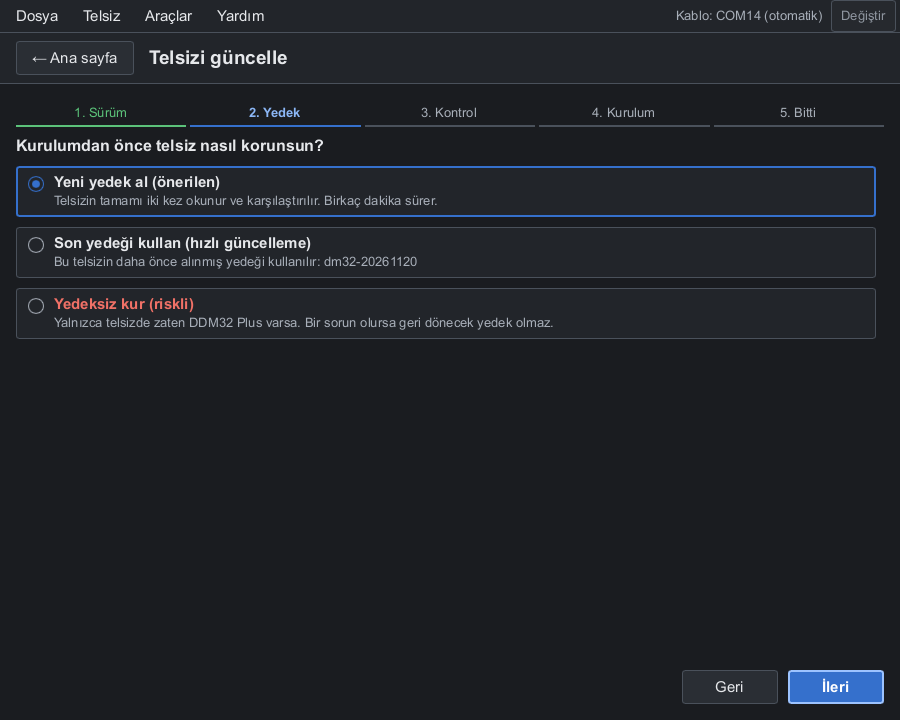 Dosya Telsiz Araçlar Yardım Kablo: COM14 (otomatik) Değiştir
← Ana sayfa Telsizi güncelle
1. Sürüm 2. Yedek 3. Kontrol 4. Kurulum 5. Bitti
Kurulumdan önce telsiz nasıl korunsun?
Yeni yedek al (önerilen)
Telsizin tamamı iki kez okunur ve karşılaştırılır. Birkaç dakika sürer.
Son yedeği kullan (hızlı güncelleme)
Bu telsizin daha önce alınmış yedeği kullanılır: dm32-20261120
Yedeksiz kur (riskli)
Yalnızca telsizde zaten DDM32 Plus varsa. Bir sorun olursa geri dönecek yedek olmaz.
Geri İleri